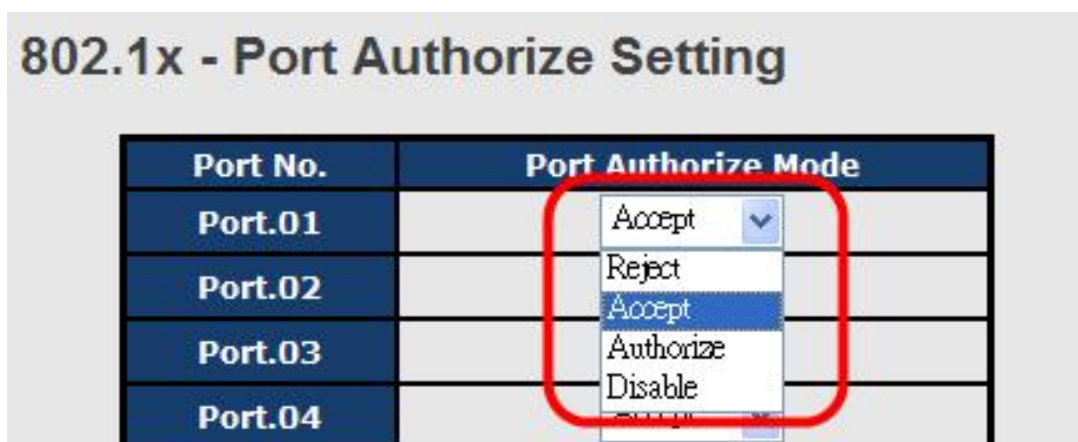 802.1x - Port Authorize Setting
Port No. Port Authorize Mode
Port.01 Accept
Reject
Port.02
Accept
Port.03 Authorize
Disable
Port.04